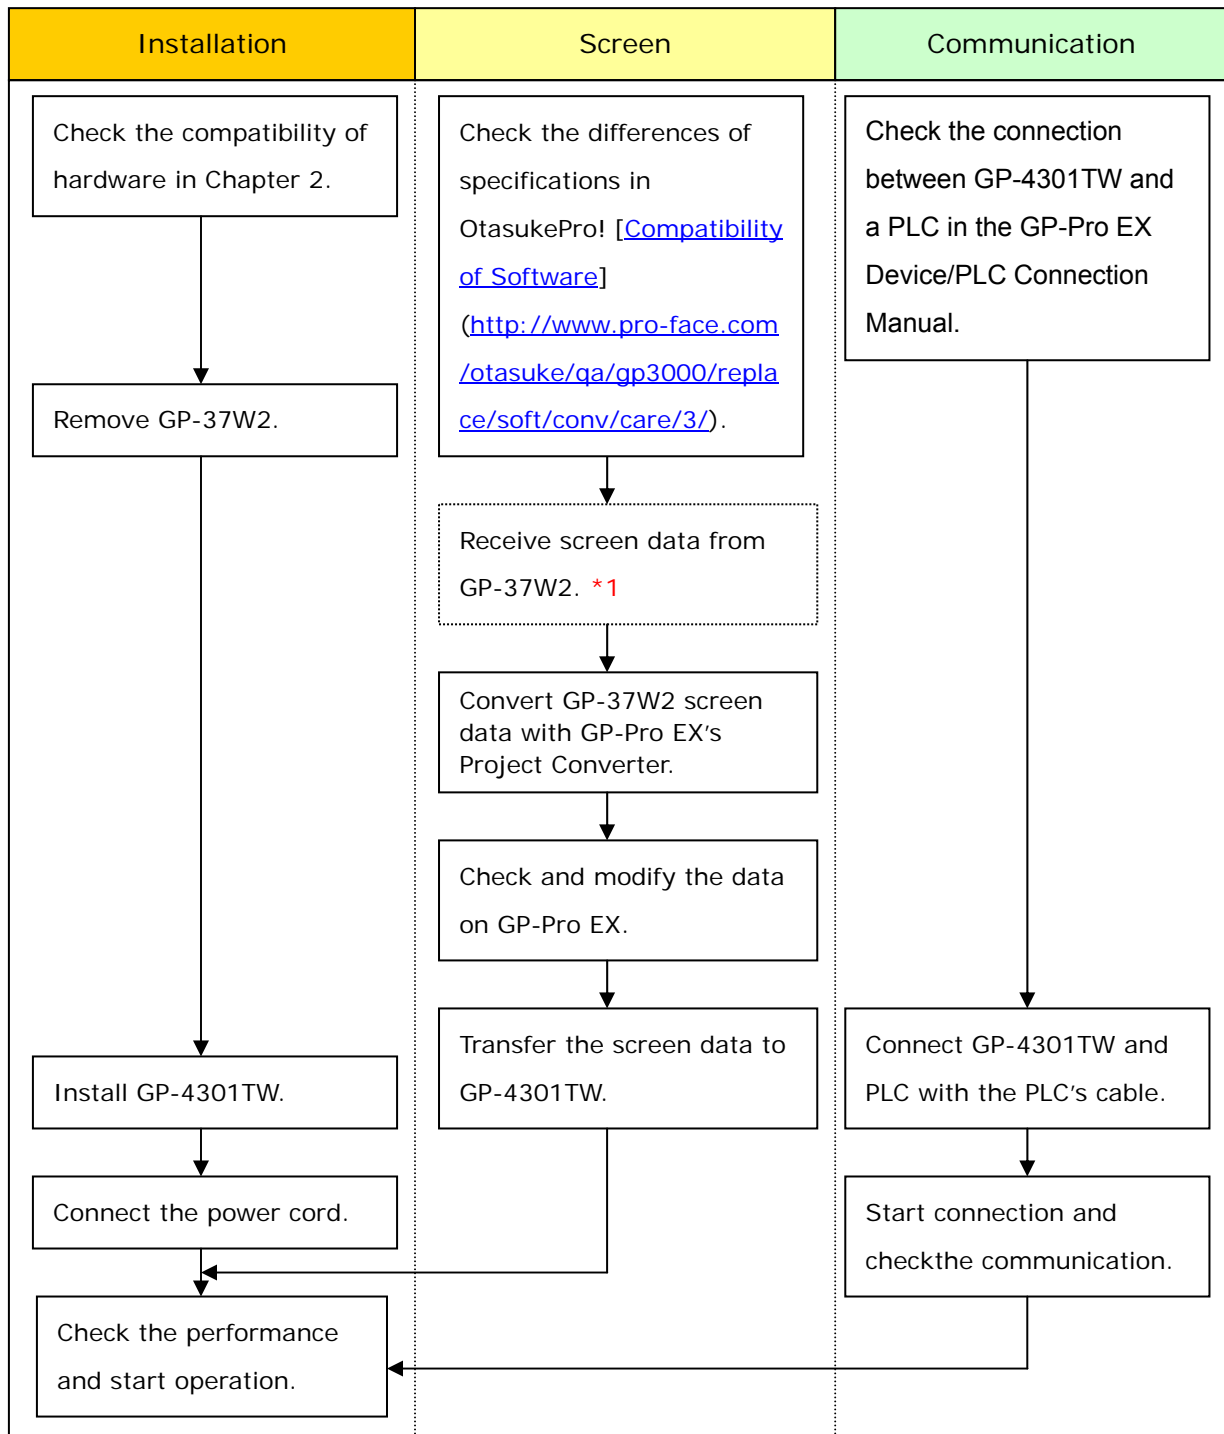 Installation
Screen
Communication
Check the compatibility of
hardware in Chapter 2.
Remove GP-37W2.
Install GP-4301TW.
Connect the power cord.
Check the performance
and start operation.
Check the differences of
specifications in
OtasukePro! [Compatibility
of Software]
(http://www.pro-face.com
/otasuke/qa/gp3000/repla
ce/soft/conv/care/3/).
Receive screen data from
GP-37W2. *1
Convert GP-37W2 screen
data with GP-Pro EX's
Project Converter.
Check and modify the data
on GP-Pro EX.
Transfer the screen data to
GP-4301TW.
Check the connection
between GP-4301TW and
a PLC in the GP-Pro EX
Device/PLC Connection
Manual.
Connect GP-4301TW and
PLC with the PLC's cable.
Start connection and
checkthe communication.